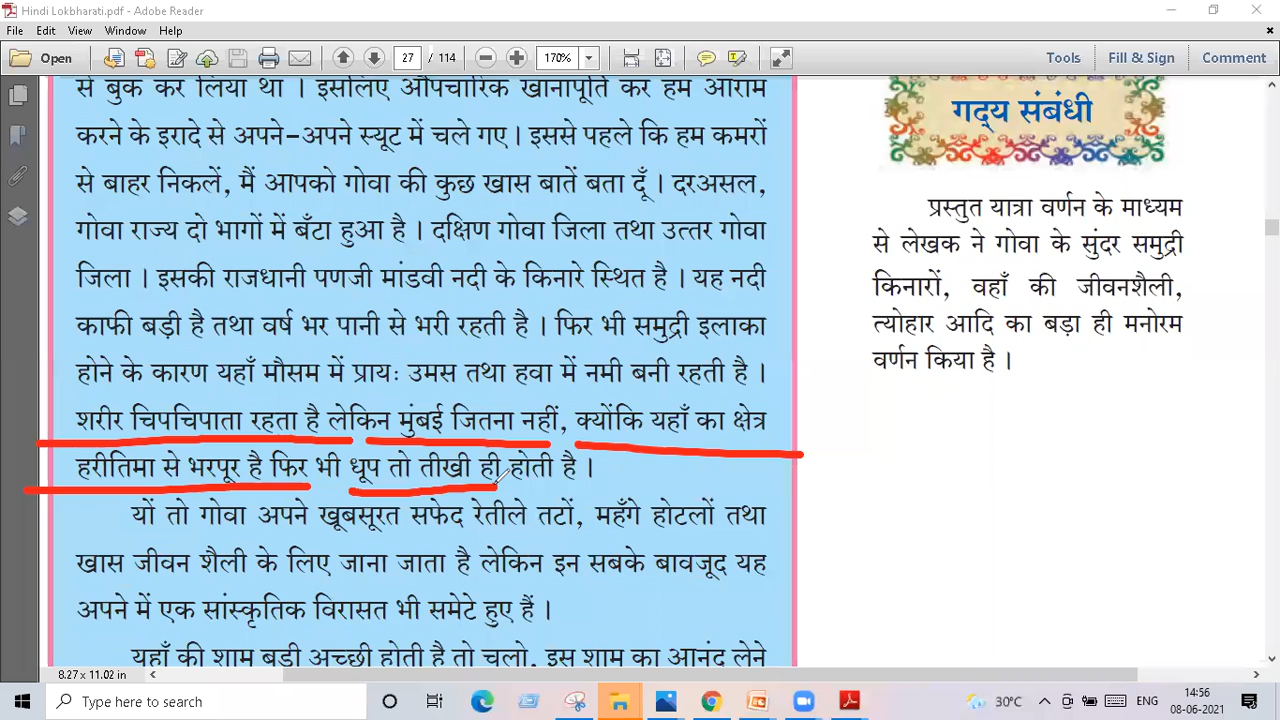 Hindi Lokbharati.pdf - Adobe Reader
File Edit View Window Help
Open 27 / 114 170% Tools Fill & Sign Comment
से बुक कर लिया था । इसलिए औपचारिक खानापूर्ति कर हम आराम
करने के इरादे से अपने-अपने स्यूट में चले गए । इससे पहले कि हम कमरों
से बाहर निकलें, मैं आपको गोवा की कुछ खास बातें बता दूँ । दरअसल,
गोवा राज्य दो भागों में बँटा हुआ है । दक्षिण गोवा जिला तथा उत्तर गोवा
जिला । इसकी राजधानी पणजी मांडवी नदी के किनारे स्थित है । यह नदी
काफी बड़ी है तथा वर्ष भर पानी से भरी रहती है । फिर भी समुद्री इलाका
होने के कारण यहाँ मौसम में प्रायः उमस तथा हवा में नमी बनी रहती है ।
शरीर चिपचिपाता रहता है लेकिन मुंबई जितना नहीं, क्योंकि यहाँ का क्षेत्र
हरीतिमा से भरपूर है फिर भी धूप तो तीखी ही होती है ।
यों तो गोवा अपने खूबसूरत सफेद रेतीले तटों, महँगे होटलों तथा
खास जीवन शैली के लिए जाना जाता है लेकिन इन सबके बावजूद यह
अपने में एक सांस्कृतिक विरासत भी समेटे हुए हैं ।
यहाँ की शाम बड़ी अच्छी होती है तो चलो, इस शाम का आनंद लेने
गद्य संबंधी
प्रस्तुत यात्रा वर्णन के माध्यम
से लेखक ने गोवा के सुंदर समुद्री
किनारों, वहाँ की जीवनशैली,
त्योहार आदि का बड़ा ही मनोरम
वर्णन किया है ।
8.27 x 11.02 in
Type here to search 30°C ENG 14:56
08-06-2021